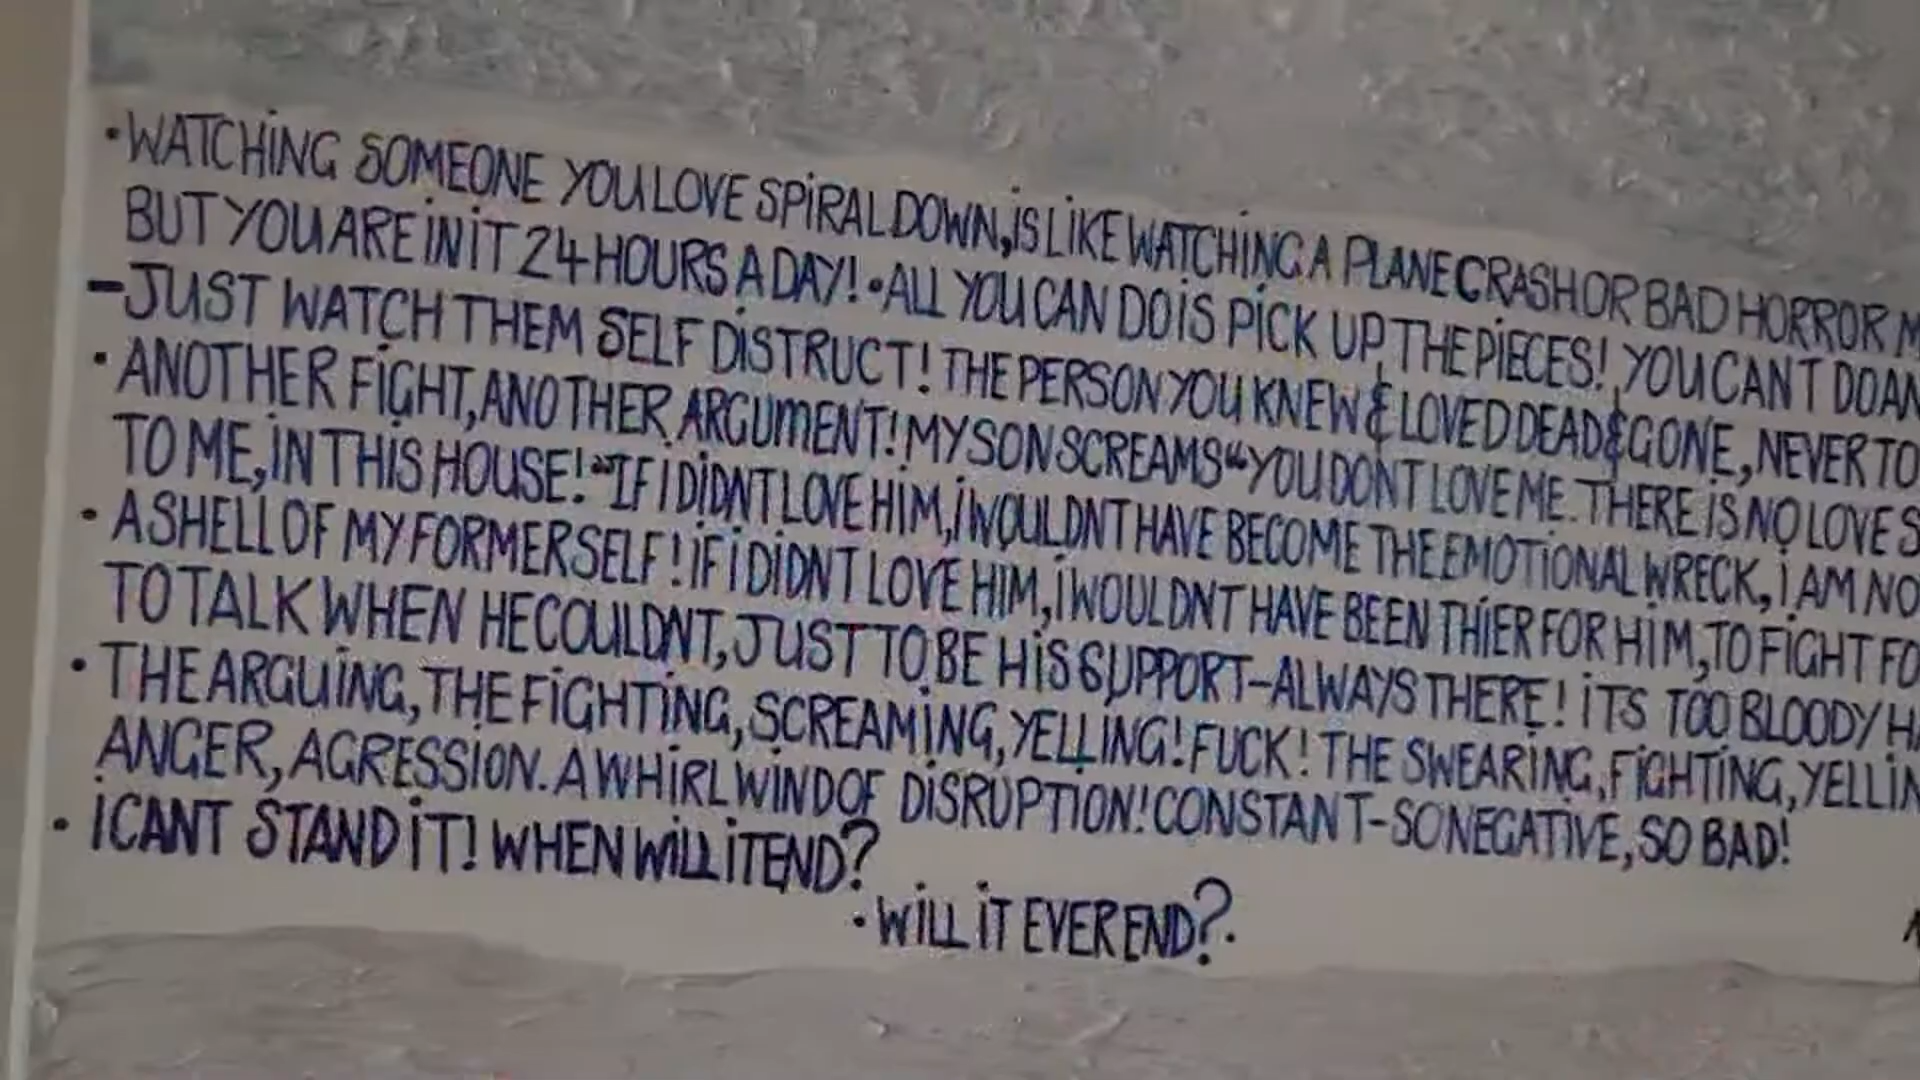 •WATCHING SOMEONE YOU LOVE SPIRAL DOWN, IS LIKE WATCHING A PLANE CRASH OR BAD HORROR
BUT YOU ARE IN IT 24 HOURS A DAY! •ALL YOU CAN DO IS PICK UP THE PIECES! YOU CANT DO
-JUST WATCH THEM SELF DISTRUCT! THE PERSON YOU KNEW & LOVED DEAD & GONE, NEVER TO
•ANOTHER FIGHT, ANOTHER ARGUMENT! MY SON SCREAMS "YOU DONT LOVE ME. THERE IS NO LOVE
TO ME, IN THIS HOUSE!" "IF I DIDNT LOVE HIM, I WOULDNT HAVE BECOME THE EMOTIONAL WRECK, I AM
•A SHELL OF MY FORMER SELF! IF I DIDNT LOVE HIM, I WOULDNT HAVE BEEN THIER FOR HIM, TO FIGHT
TO TALK WHEN HE COULDNT, JUST TO BE HIS SUPPORT-ALWAYS THERE! ITS TOO BLOODY
•THE ARGUING, THE FIGHTING, SCREAMING, YELLING! FUCK! THE SWEARING, FIGHTING,
ANGER, AGRESSION. A WHIRL WIND OF DISRUPTION! CONSTANT-SO NEGATIVE, SO BAD!
•I CANT STAND IT! WHEN WILL IT END?
•WILL IT EVER END?•